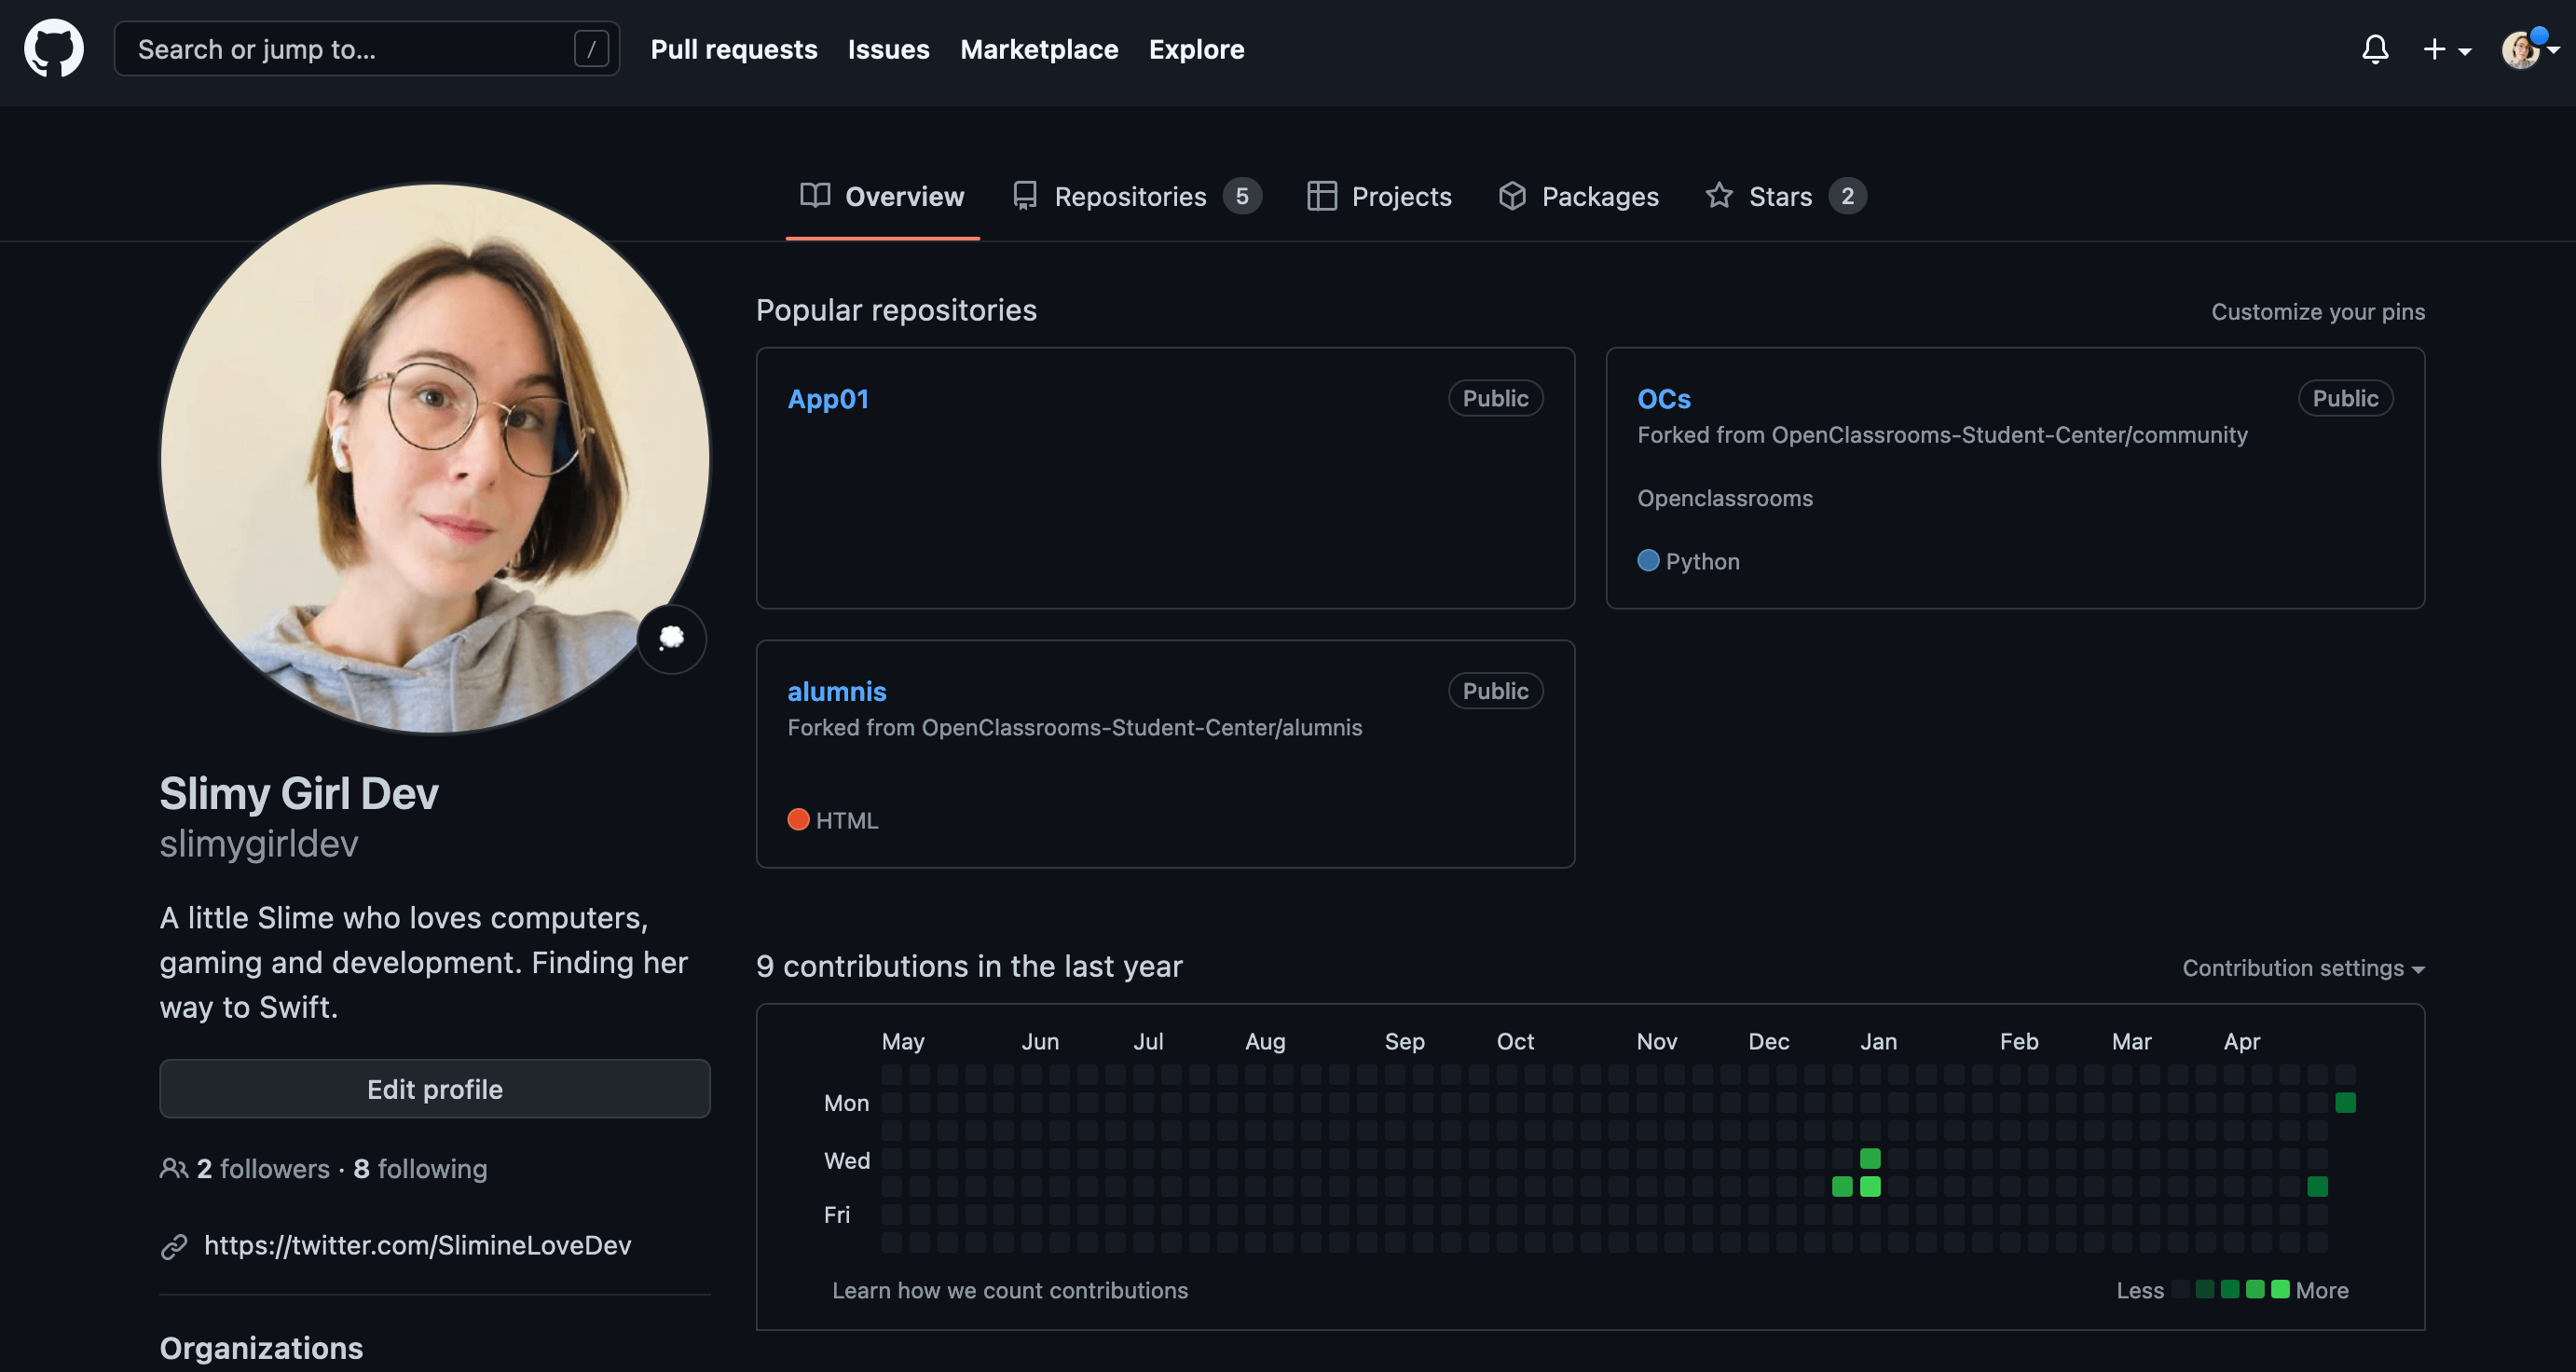 Search or jump to... /
Pull requests Issues Marketplace Explore
Overview Repositories 5 Projects Packages Stars 2
Slimy Girl Dev
slimygirldev
A little Slime who loves computers,
gaming and development. Finding her
way to Swift.
Edit profile
2 followers · 8 following
https://twitter.com/SlimineLoveDev
Organizations
Popular repositories
Customize your pins
App01 Public
OCs Public
Forked from OpenClassrooms-Student-Center/community
Openclassrooms
Python
alumnis Public
Forked from OpenClassrooms-Student-Center/alumnis
HTML
9 contributions in the last year
Contribution settings
May Jun Jul Aug Sep Oct Nov Dec Jan Feb Mar Apr
Mon
Wed
Fri
Learn how we count contributions
Less More